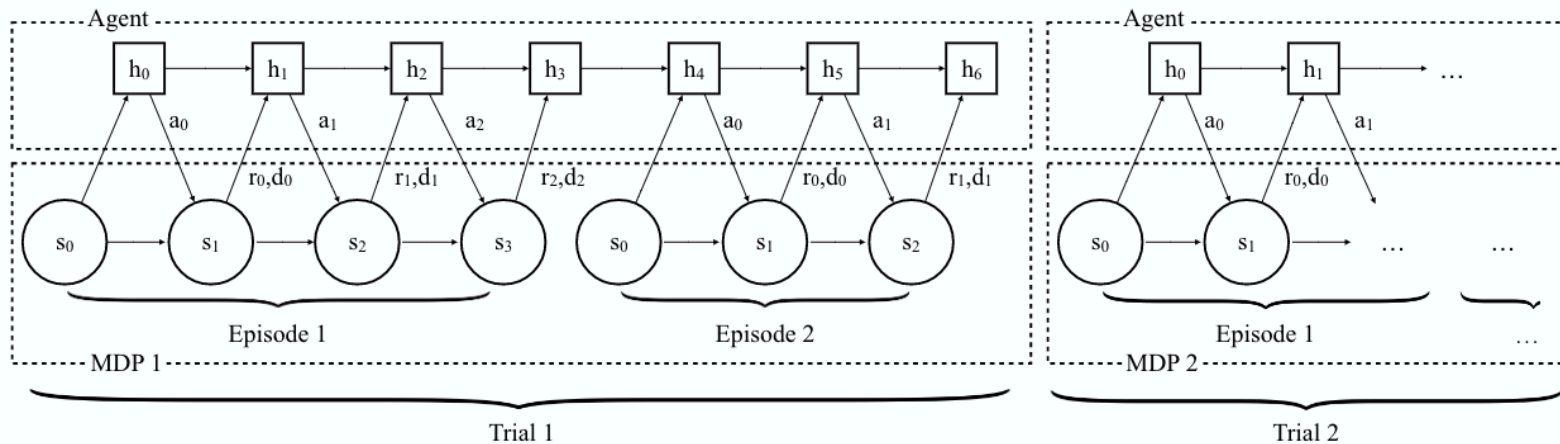 Agent Agent
h₀ h₁ h₂ h₃ h₄ h₅ h₆ h₀ h₁ ...
a₀ a₁ a₂ a₀ a₁ a₀ a₁
r₀,d₀ r₁,d₁ r₂,d₂ r₀,d₀ r₁,d₁ r₀,d₀
s₀ s₁ s₂ s₃ s₀ s₁ s₂ s₀ s₁ ... ...
Episode 1 Episode 2 Episode 1 ...
MDP 1 MDP 2
Trial 1 Trial 2